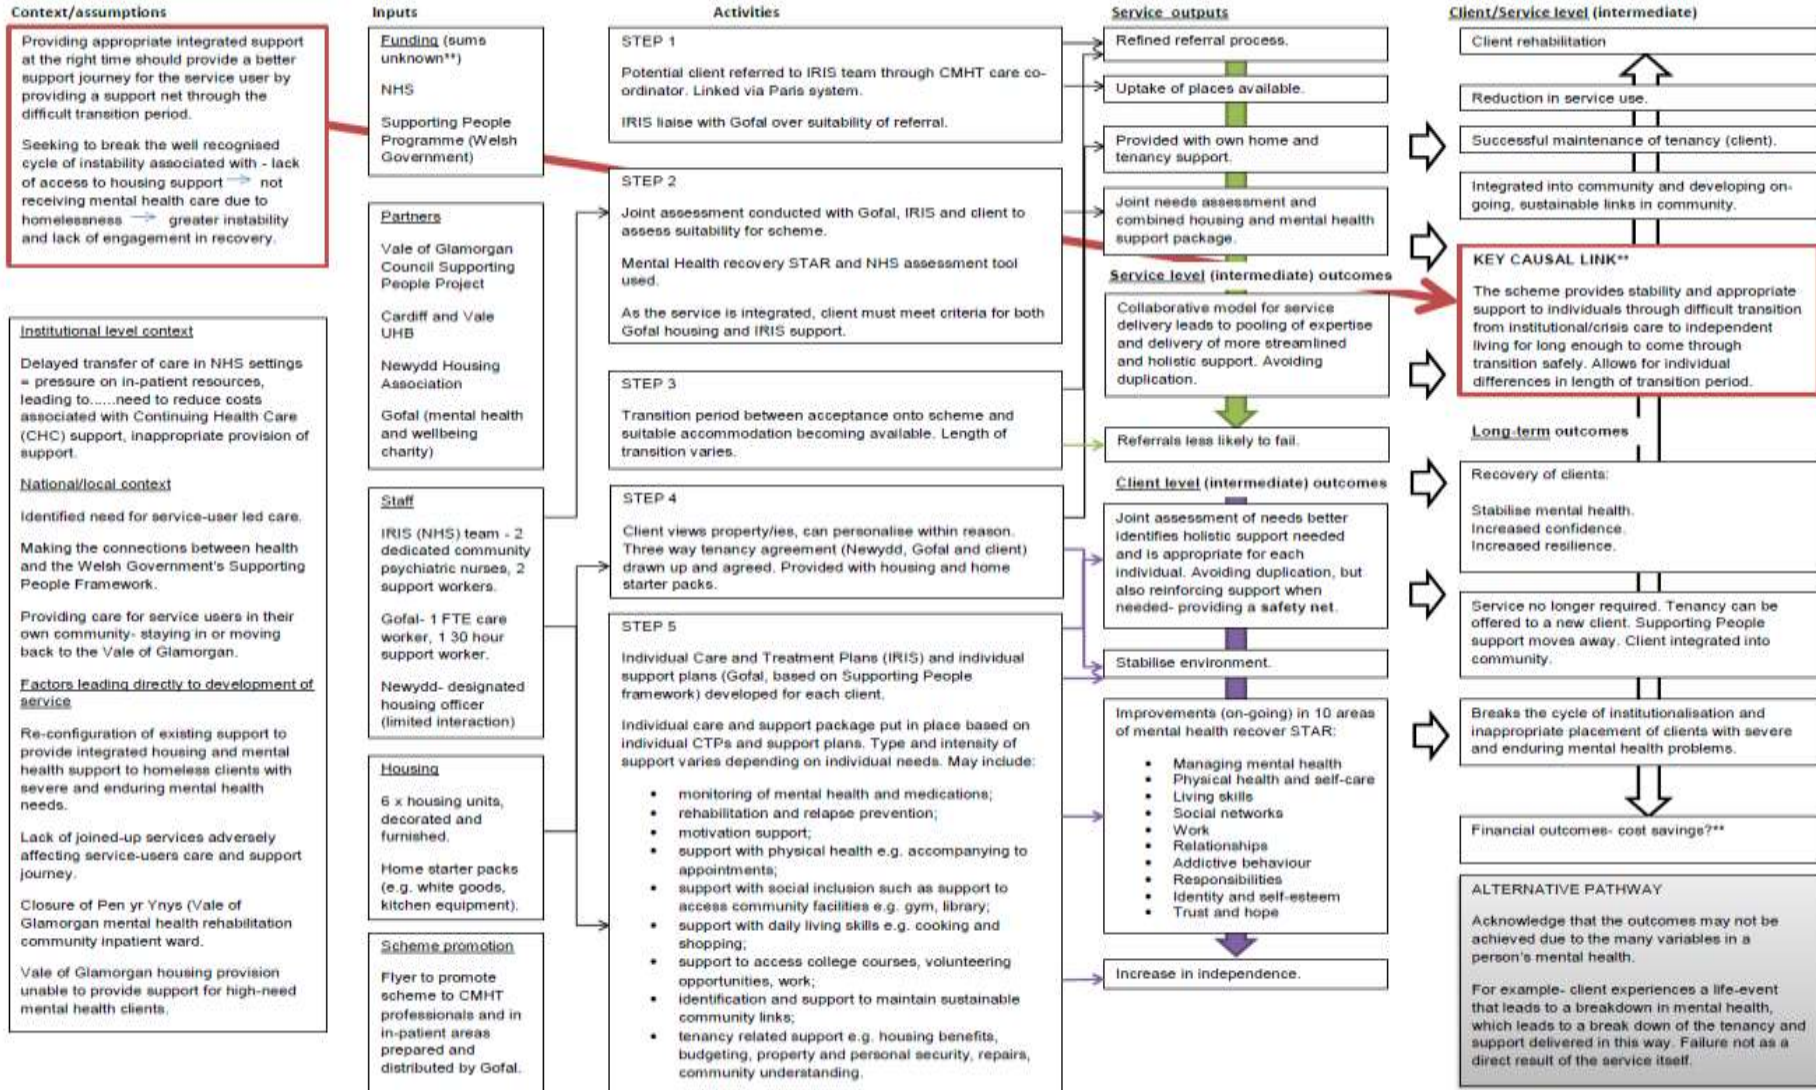 Context/assumptions
Providing appropriate integrated support
at the right time should provide a better
support journey for the service user by
providing a support net through the
difficult transition period.
Seeking to break the well recognised
cycle of instability associated with - lack
of access to housing support → not
receiving mental health care due to
homelessness → greater instability
and lack of engagement in recovery.
Institutional level context
Delayed transfer of care in NHS settings
= pressure on in-patient resources,
leading to......need to reduce costs
associated with Continuing Health Care
(CHC) support, inappropriate provision of
support.
National/local context
Identified need for service-user led care.
Making the connections between health
and the Welsh Government's Supporting
People Framework.
Providing care for service users in their
own community- staying in or moving
back to the Vale of Glamorgan.
Factors leading directly to development of
service
Re-configuration of existing support to
provide integrated housing and mental
health support to homeless clients with
severe and enduring mental health
needs.
Lack of joined-up services adversely
affecting service-users care and support
journey.
Closure of Pen yr Ynys (Vale of
Glamorgan mental health rehabilitation
community inpatient ward.
Vale of Glamorgan housing provision
unable to provide support for high-need
mental health clients.
Inputs
Funding (sums
unknown**)
NHS
Supporting People
Programme (Welsh
Government)
Partners
Vale of Glamorgan
Council Supporting
People Project
Cardiff and Vale
UHB
Newydd Housing
Association
Gofal (mental health
and wellbeing
charity)
Staff
IRIS (NHS) team - 2
dedicated community
psychiatric nurses, 2
support workers.
Gofal- 1 FTE care
worker, 1 30 hour
support worker.
Newydd- designated
housing officer
(limited interaction)
Housing
6 x housing units,
decorated and
furnished.
Home starter packs
(e.g. white goods,
kitchen equipment).
Scheme promotion
Flyer to promote
scheme to CMHT
professionals and in
in-patient areas
prepared and
distributed by Gofal.
Activities
STEP 1
Potential client referred to IRIS team through CMHT care co-
ordinator. Linked via Paris system.
IRIS liaise with Gofal over suitability of referral.
STEP 2
Joint assessment conducted with Gofal, IRIS and client to
assess suitability for scheme.
Mental Health recovery STAR and NHS assessment tool
used.
As the service is integrated, client must meet criteria for both
Gofal housing and IRIS support.
STEP 3
Transition period between acceptance onto scheme and
suitable accommodation becoming available. Length of
transition varies.
STEP 4
Client views property/ies, can personalise within reason.
Three way tenancy agreement (Newydd, Gofal and client)
drawn up and agreed. Provided with housing and home
starter packs.
STEP 5
Individual Care and Treatment Plans (IRIS) and individual
support plans (Gofal, based on Supporting People
framework) developed for each client.
Individual care and support package put in place based on
individual CTPs and support plans. Type and intensity of
support varies depending on individual needs. May include:
• monitoring of mental health and medications;
• rehabilitation and relapse prevention;
• motivation support;
• support with physical health e.g. accompanying to
appointments;
• support with social inclusion such as support to
access community facilities e.g. gym, library;
• support with daily living skills e.g. cooking and
shopping;
• support to access college courses, volunteering
opportunities, work;
• identification and support to maintain sustainable
community links;
• tenancy related support e.g. housing benefits,
budgeting, property and personal security, repairs,
community understanding.
Service outputs
Refined referral process.
Uptake of places available.
Provided with own home and
tenancy support.
Joint needs assessment and
combined housing and mental health
support package.
Service level (intermediate) outcomes
Collaborative model for service
delivery leads to pooling of expertise
and delivery of more streamlined
and holistic support. Avoiding
duplication.
Referrals less likely to fail.
Client level (intermediate) outcomes
Joint assessment of needs better
identifies holistic support needed
and is appropriate for each
individual. Avoiding duplication, but
also reinforcing support when
needed- providing a safety net.
Stabilise environment.
Improvements (on-going) in 10 areas
of mental health recover STAR:
• Managing mental health
• Physical health and self-care
• Living skills
• Social networks
• Work
• Relationships
• Addictive behaviour
• Responsibilities
• Identity and self-esteem
• Trust and hope
Increase in independence.
Client/Service level (intermediate)
Client rehabilitation
Reduction in service use.
Successful maintenance of tenancy (client).
Integrated into community and developing on-
going, sustainable links in community.
KEY CAUSAL LINK**
The scheme provides stability and appropriate
support to individuals through difficult transition
from institutional/crisis care to independent
living for long enough to come through
transition safely. Allows for individual
differences in length of transition period.
Long-term outcomes
Recovery of clients:
Stabilise mental health.
Increased confidence.
Increased resilience.
Service no longer required. Tenancy can be
offered to a new client. Supporting People
support moves away. Client integrated into
community.
Breaks the cycle of institutionalisation and
inappropriate placement of clients with severe
and enduring mental health problems.
Financial outcomes- cost savings?**
ALTERNATIVE PATHWAY
Acknowledge that the outcomes may not be
achieved due to the many variables in a
person's mental health.
For example- client experiences a life-event
that leads to a breakdown in mental health,
which leads to a break down of the tenancy and
support delivered in this way. Failure not as a
direct result of the service itself.